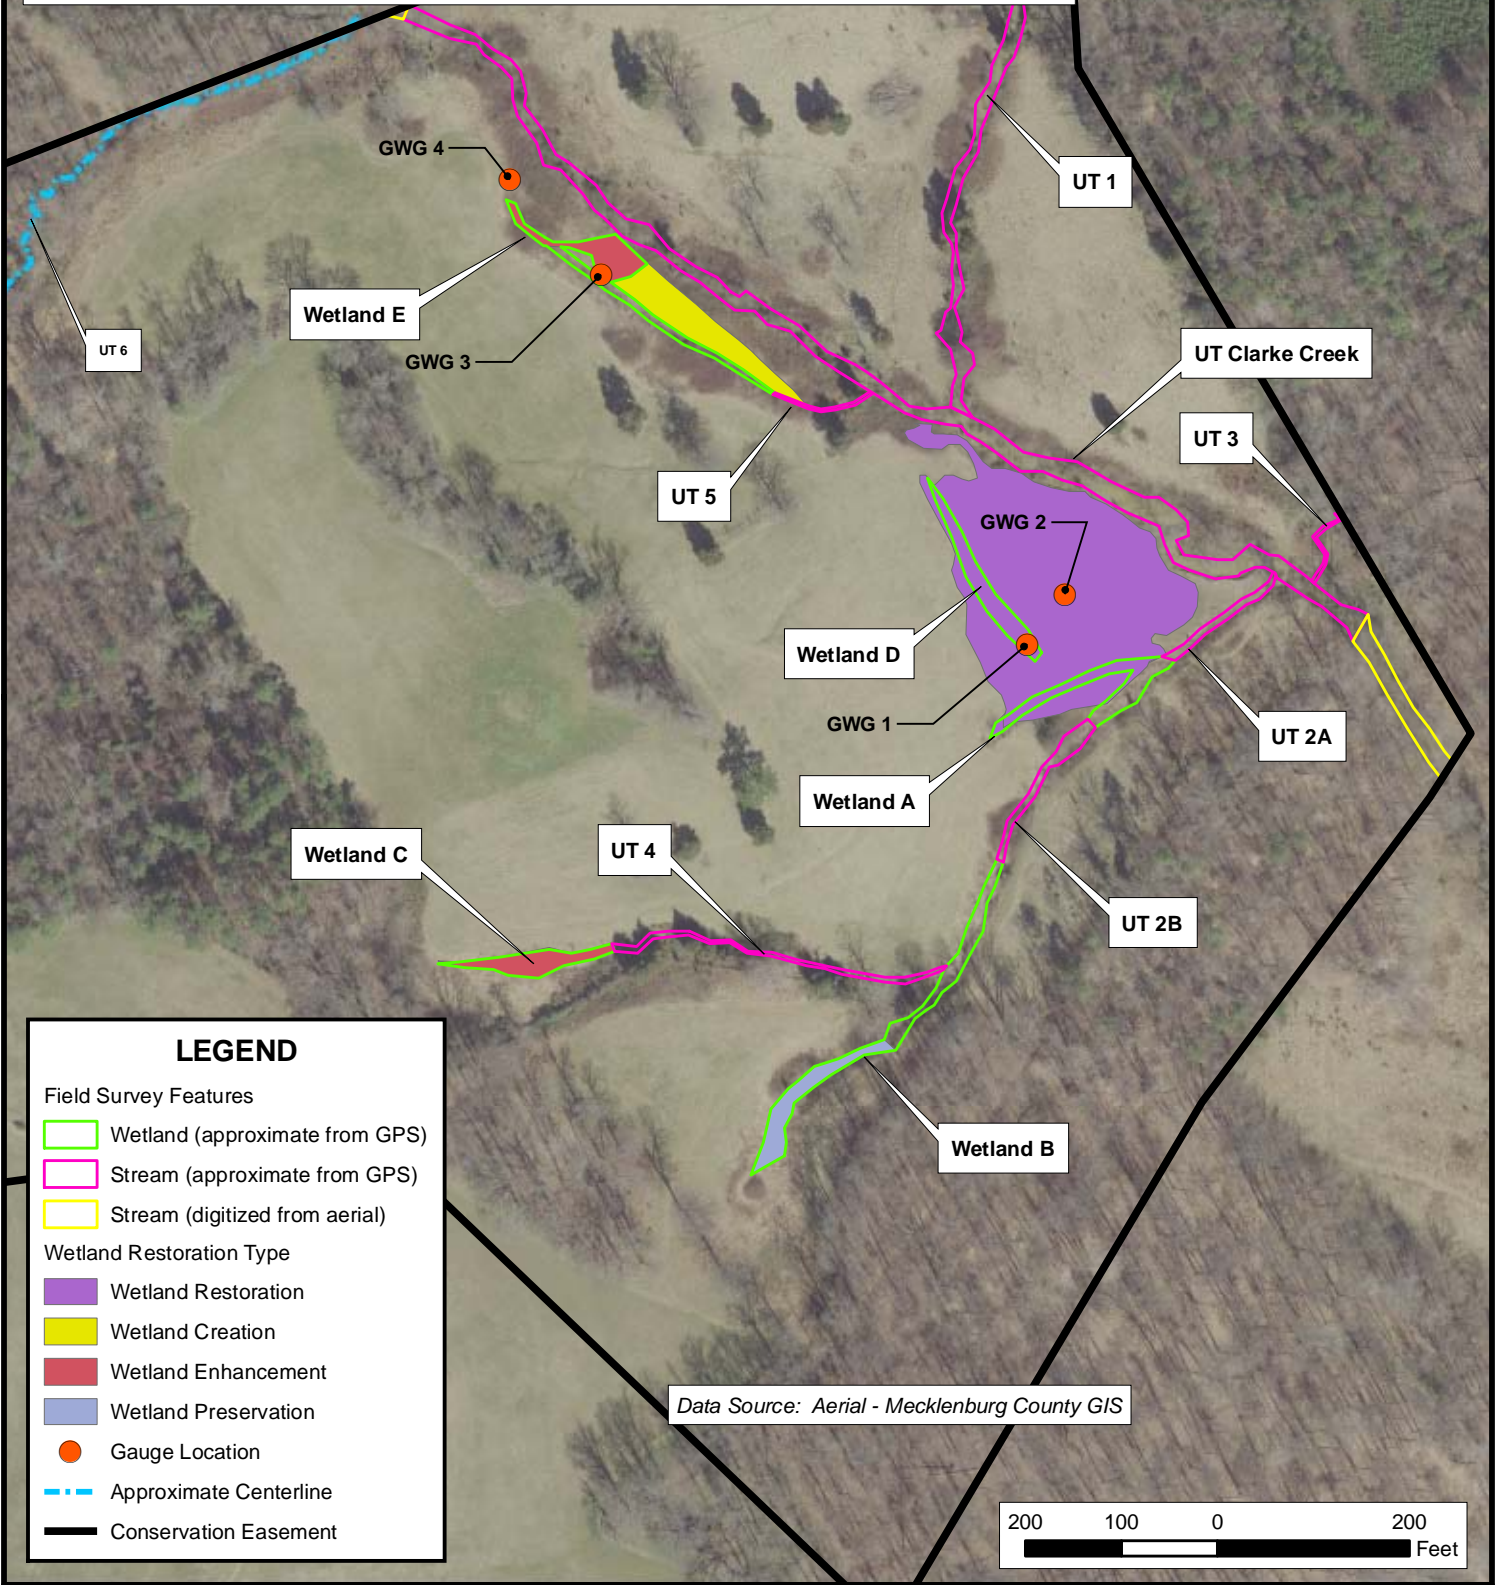 GWG 4
UT 1
Wetland E
UT 6
GWG 3
UT Clarke Creek
UT 3
UT 5
GWG 2
Wetland D
GWG 1
UT 2A
Wetland A
Wetland C
UT 4
UT 2B
Wetland B
LEGEND
Field Survey Features
Wetland (approximate from GPS)
Stream (approximate from GPS)
Stream (digitized from aerial)
Wetland Restoration Type
Wetland Restoration
Wetland Creation
Wetland Enhancement
Wetland Preservation
Gauge Location
Approximate Centerline
Conservation Easement
Data Source: Aerial - Mecklenburg County GIS
200 100 0 200
Feet